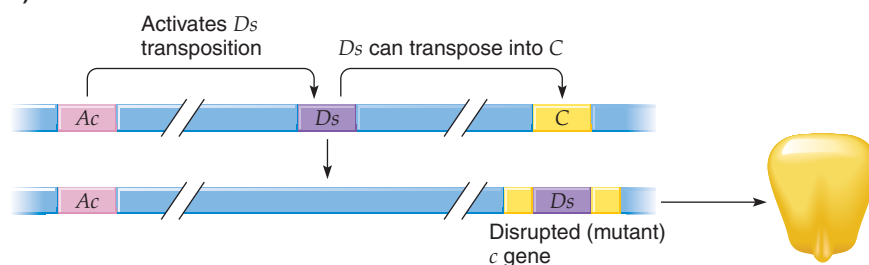 Activates Ds
transposition
Ds can transpose into C
Ac
Ds
C
Ac
Ds
Disrupted (mutant)
c gene